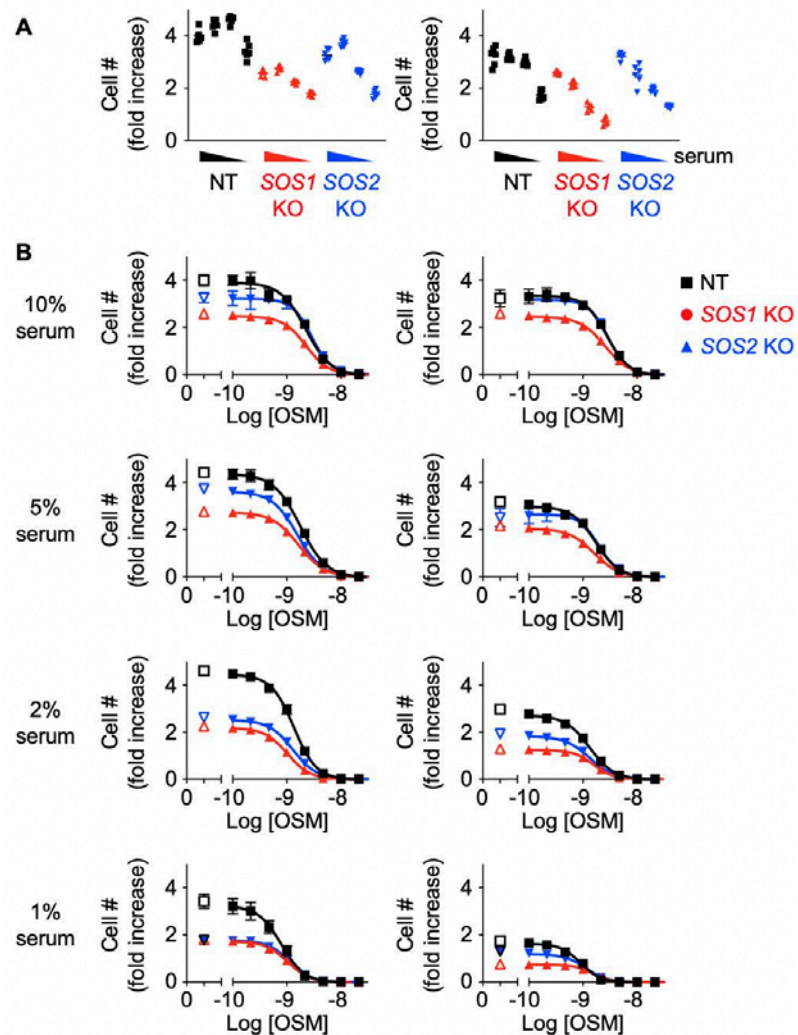 A
Cell #
(fold increase)
4
2
0
NT
SOS1
KO
SOS2
KO
Cell #
(fold increase)
4
2
0
serum
NT
SOS1
KO
SOS2
KO
B
10%
serum
Cell #
(fold increase)
4
2
0
0 -10 -9 -8
Log [OSM]
Cell #
(fold increase)
4
2
0
0 -10 -9 -8
Log [OSM]
NT
SOS1 KO
SOS2 KO
5%
serum
Cell #
(fold increase)
4
2
0
0 -10 -9 -8
Log [OSM]
Cell #
(fold increase)
4
2
0
0 -10 -9 -8
Log [OSM]
2%
serum
Cell #
(fold increase)
4
2
0
0 -10 -9 -8
Log [OSM]
Cell #
(fold increase)
4
2
0
0 -10 -9 -8
Log [OSM]
1%
serum
Cell #
(fold increase)
4
2
0
0 -10 -9 -8
Log [OSM]
Cell #
(fold increase)
4
2
0
0 -10 -9 -8
Log [OSM]